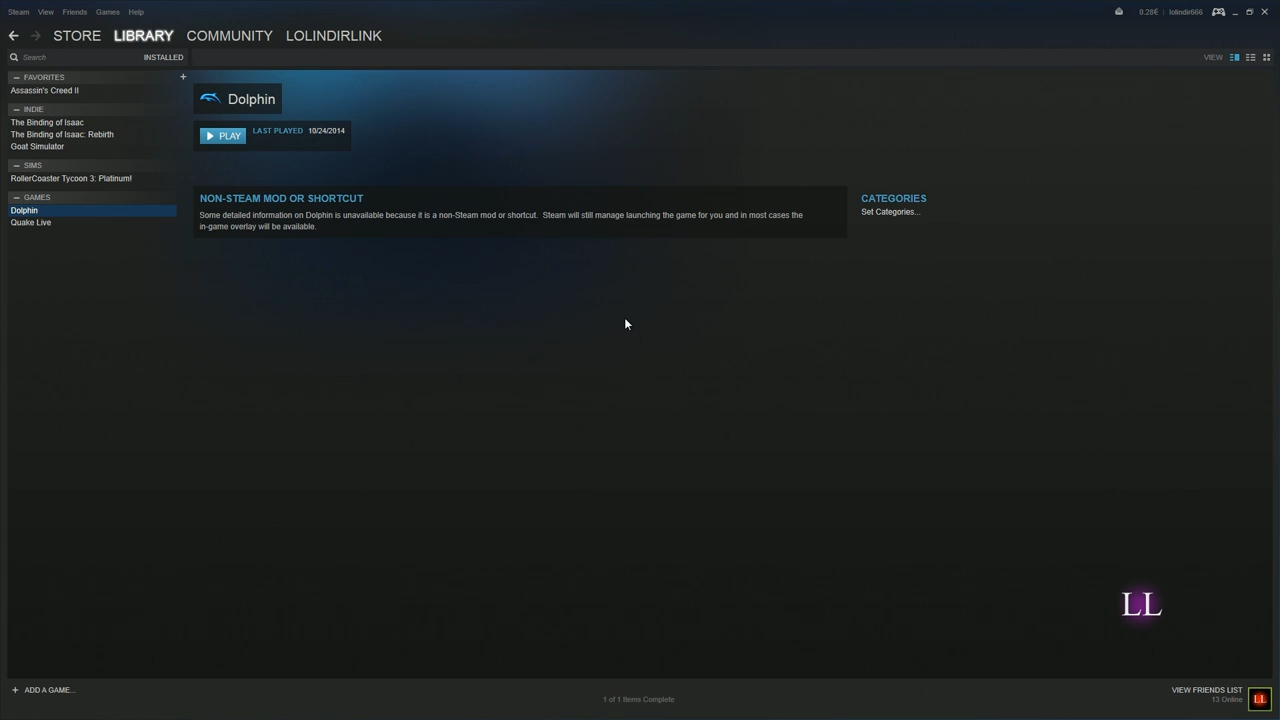 Steam View Friends Games Help
0.28€ lolindir666
STORE LIBRARY COMMUNITY LOLINDIRLINK
Search INSTALLED
VIEW
— FAVORITES +
Assassin's Creed II
— INDIE
The Binding of Isaac
The Binding of Isaac: Rebirth
Goat Simulator
— SIMS
RollerCoaster Tycoon 3: Platinum!
— GAMES
Dolphin
Quake Live
Dolphin
PLAY LAST PLAYED 10/24/2014
NON-STEAM MOD OR SHORTCUT
Some detailed information on Dolphin is unavailable because it is a non-Steam mod or shortcut. Steam will still manage launching the game for you and in most cases the
in-game overlay will be available.
CATEGORIES
Set Categories...
LL
+ ADD A GAME...
1 of 1 Items Complete
VIEW FRIENDS LIST
13 Online
LL